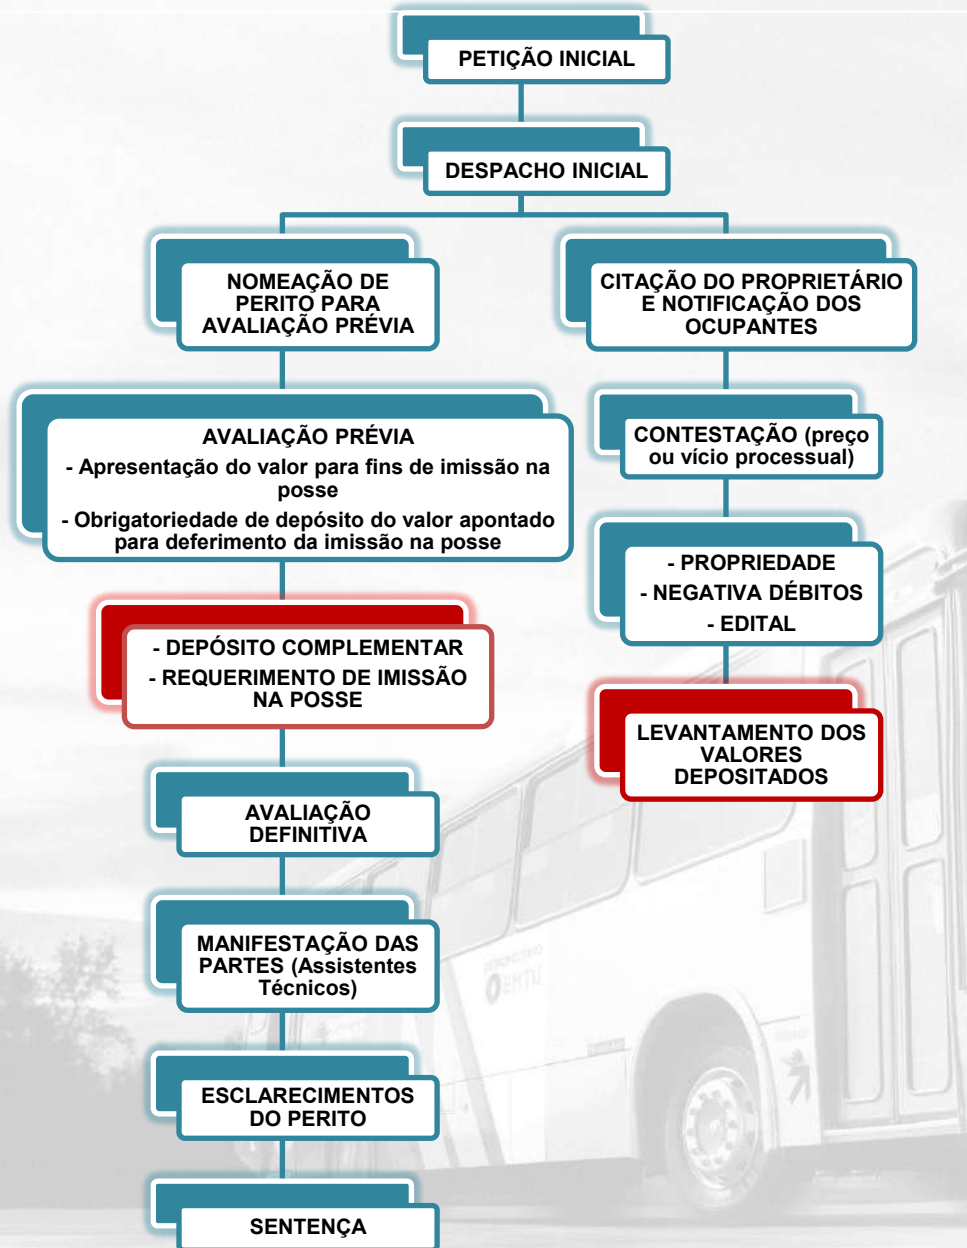 PETIÇÃO INICIAL
DESPACHO INICIAL
NOMEAÇÃO DE
PERITO PARA
AVALIAÇÃO PRÉVIA
CITAÇÃO DO PROPRIETÁRIO
E NOTIFICAÇÃO DOS
OCUPANTES
AVALIAÇÃO PRÉVIA
- Apresentação do valor para fins de imissão na
posse
- Obrigatoriedade de depósito do valor apontado
para deferimento da imissão na posse
CONTESTAÇÃO (preço
ou vício processual)
- PROPRIEDADE
- NEGATIVA DÉBITOS
- EDITAL
- DEPÓSITO COMPLEMENTAR
- REQUERIMENTO DE IMISSÃO
NA POSSE
LEVANTAMENTO DOS
VALORES
DEPOSITADOS
AVALIAÇÃO
DEFINITIVA
MANIFESTAÇÃO DAS
PARTES (Assistentes
Técnicos)
EMTU
ESCLARECIMENTOS
DO PERITO
SENTENÇA